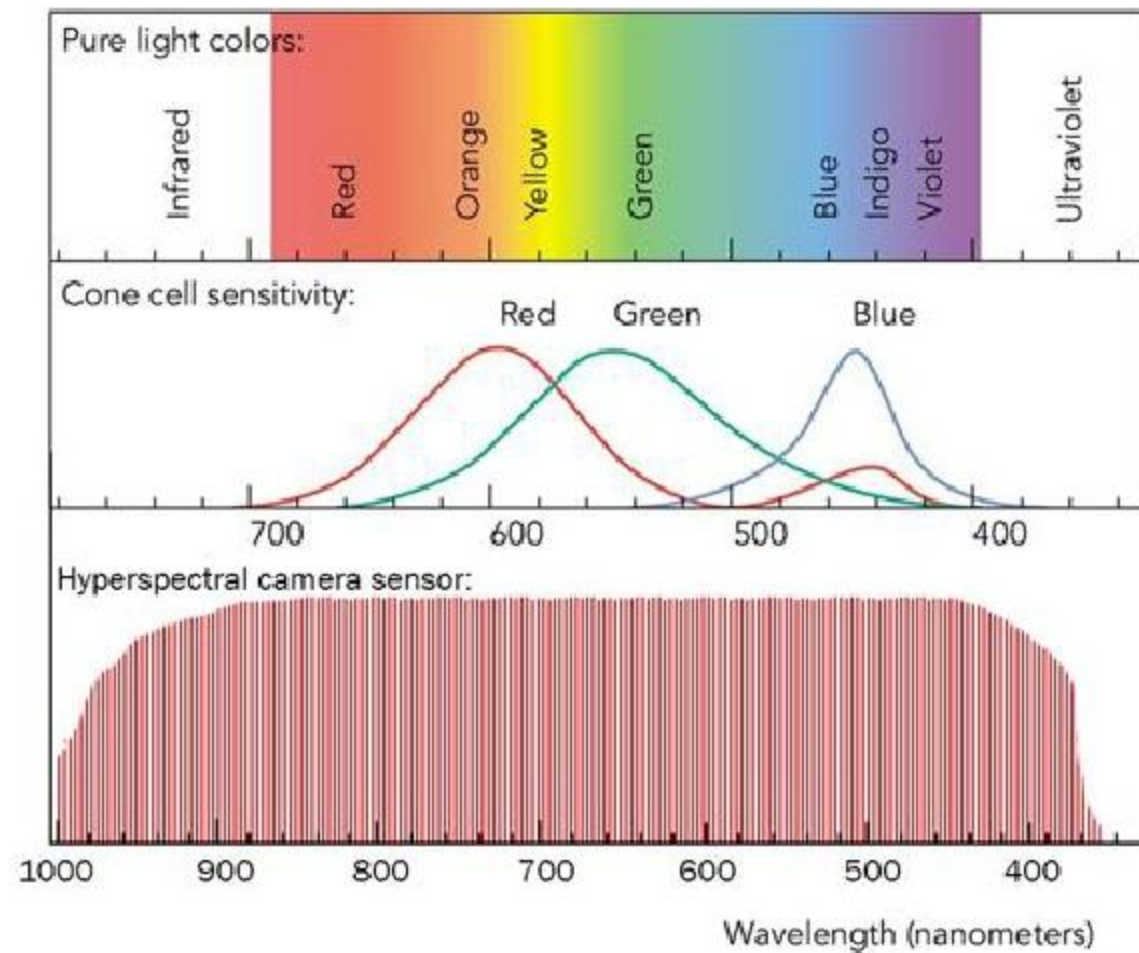 Pure light colors:
Infrared
Red
Orange
Yellow
Green
Blue
Indigo
Violet
Ultraviolet
Cone cell sensitivity:
Red Green Blue
700 600 500 400
Hyperspectral camera sensor:
1000 900 800 700 600 500 400
Wavelength (nanometers)